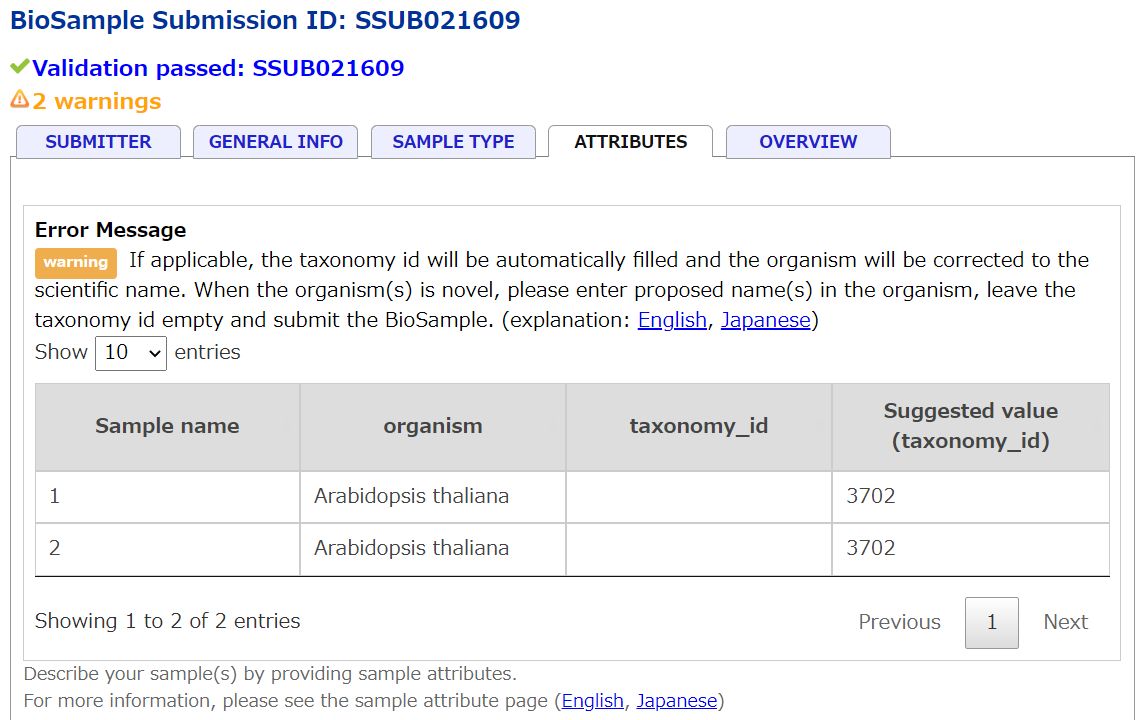 BioSample Submission ID: SSUB021609
Validation passed: SSUB021609
2 warnings
SUBMITTER GENERAL INFO SAMPLE TYPE ATTRIBUTES OVERVIEW
Error Message
warning If applicable, the taxonomy id will be automatically filled and the organism will be corrected to the
scientific name. When the organism(s) is novel, please enter proposed name(s) in the organism, leave the
taxonomy id empty and submit the BioSample. (explanation: English, Japanese)
Show 10 entries
Sample name organism taxonomy_id Suggested value
(taxonomy_id)
1 Arabidopsis thaliana 3702
2 Arabidopsis thaliana 3702
Showing 1 to 2 of 2 entries Previous 1 Next
Describe your sample(s) by providing sample attributes.
For more information, please see the sample attribute page (English, Japanese)